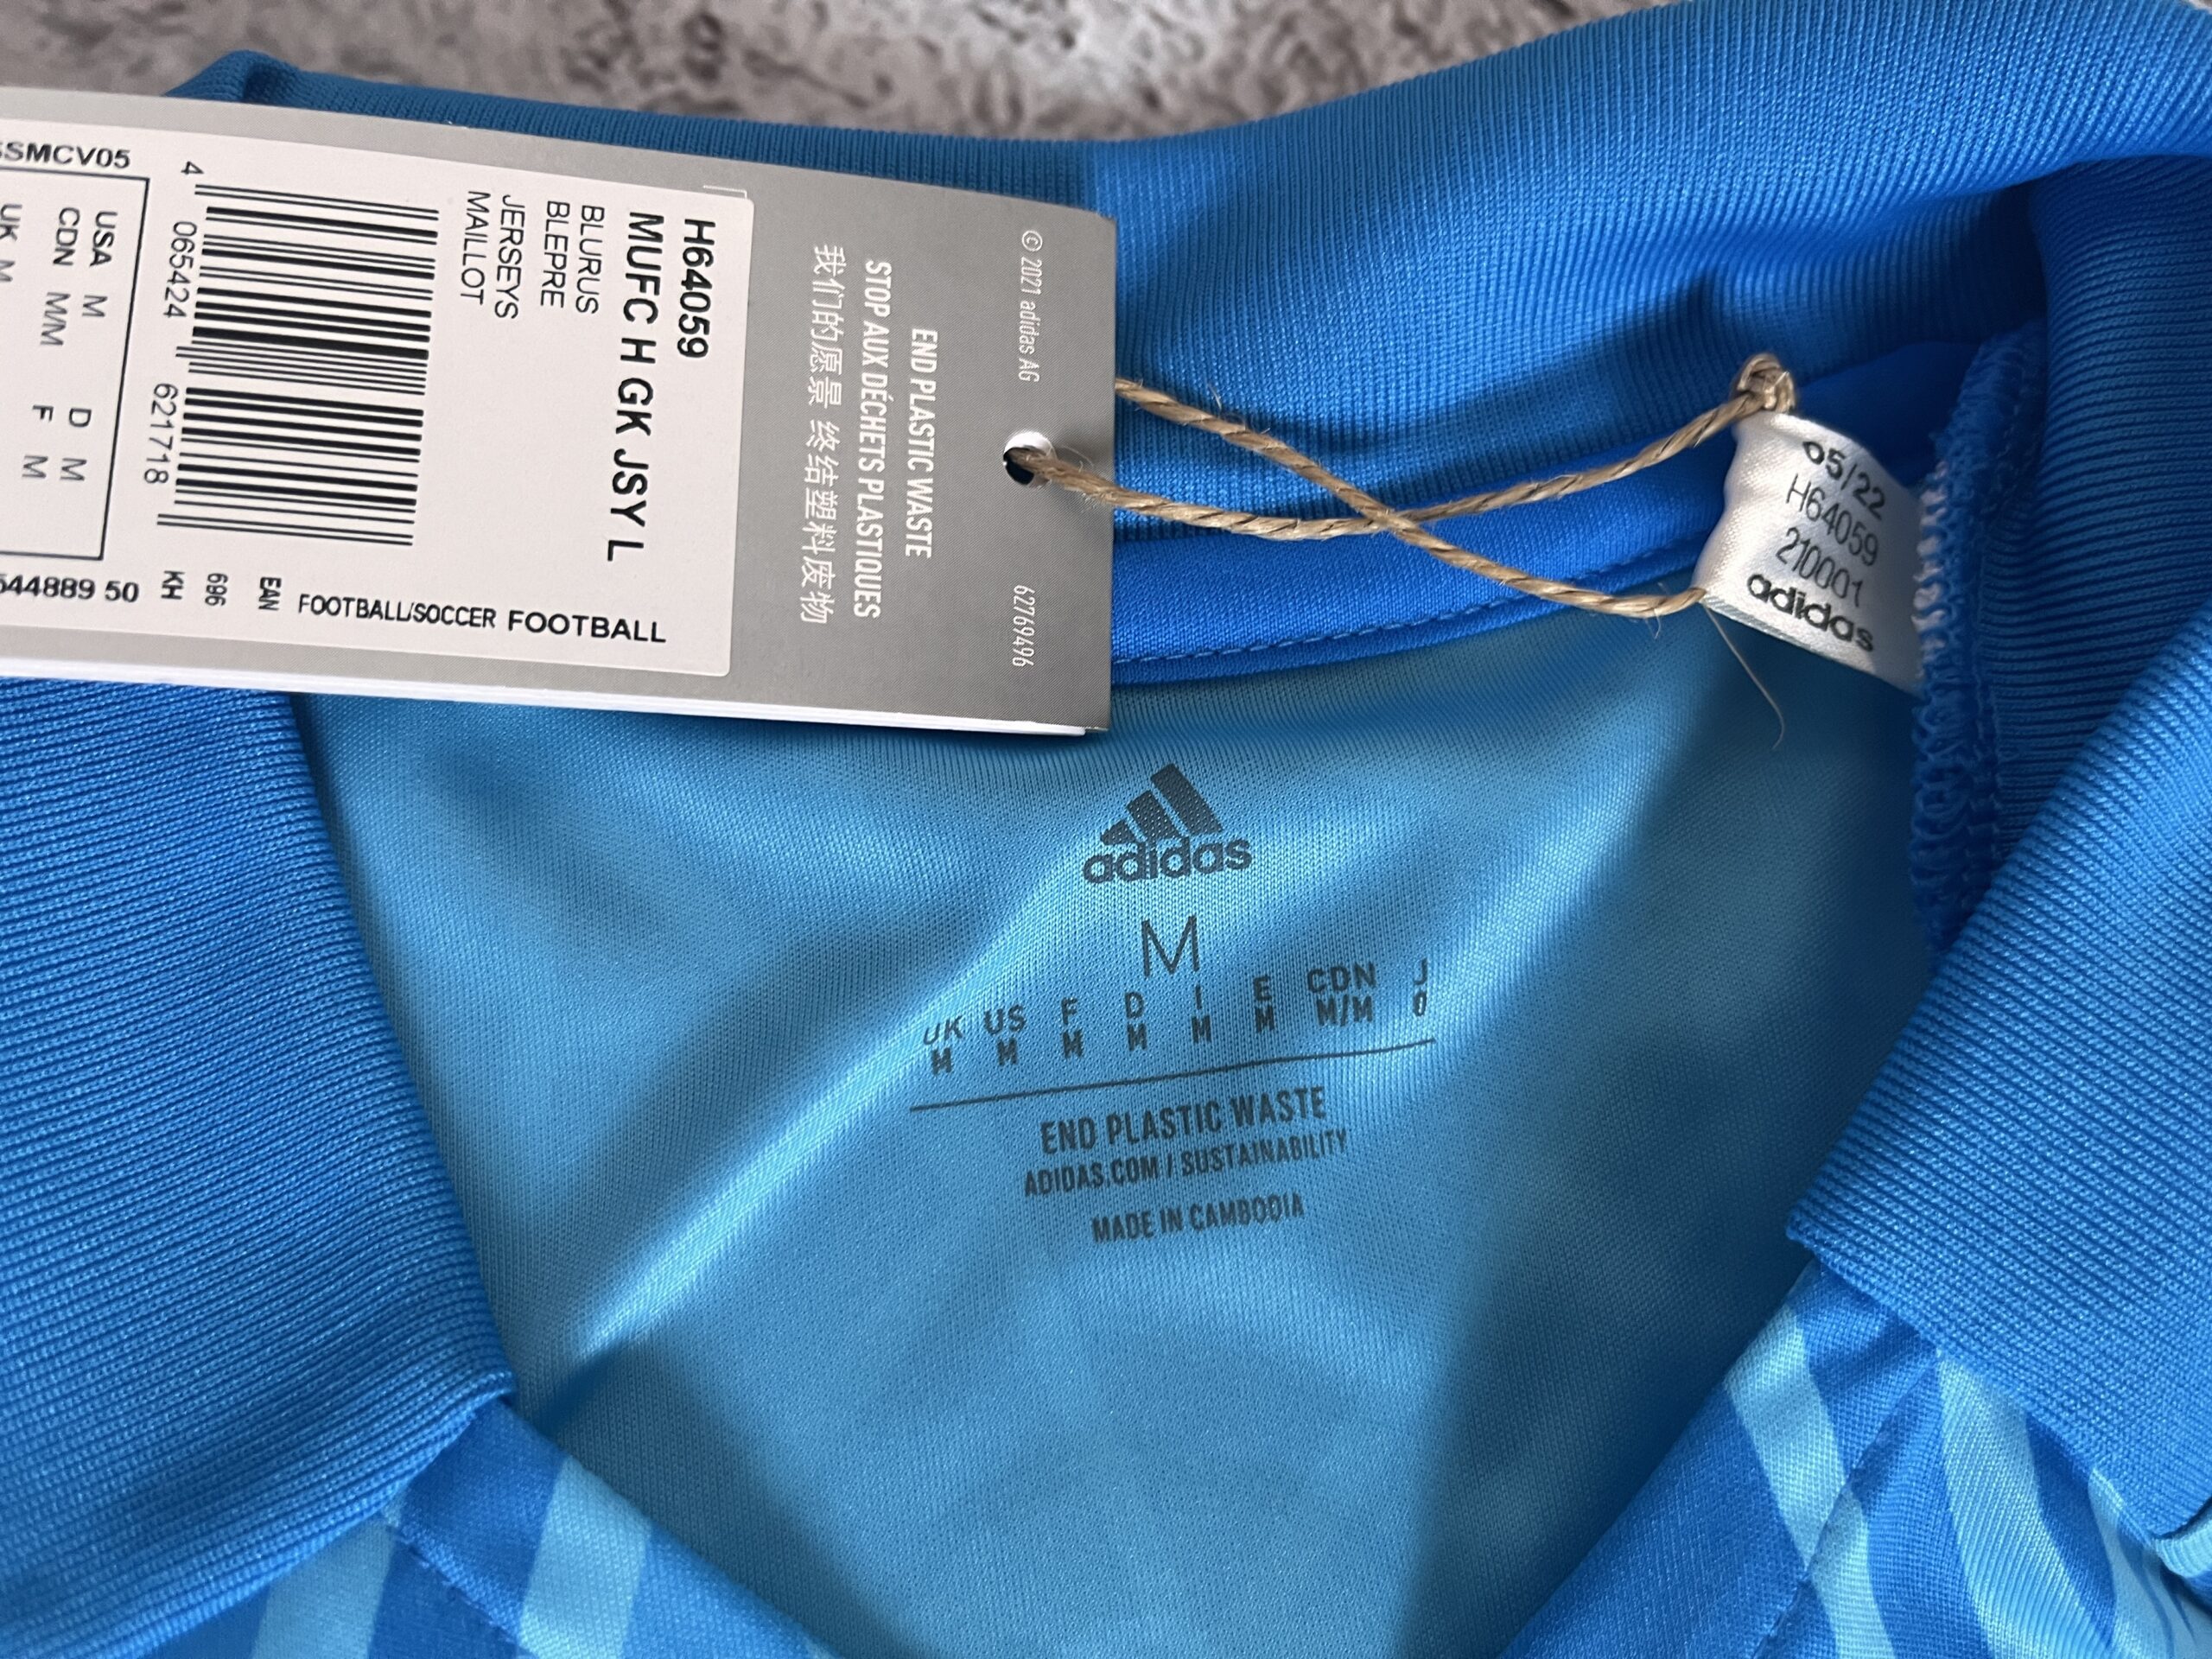 H64059
MUFC H GK JSY L
BLURUS
BLEPRE
JERSEYS
MAILLOT
4 065424 621718
EAN
696
KH
FOOTBALL/SOCCER FOOTBALL
SSMCV05
USA M D M
CDN M/M F M
UK M
544889 50
© 2021 adidas AG 62769496
END PLASTIC WASTE
STOP AUX DÉCHETS PLASTIQUES
我们的愿景 终结塑料废物
05/22
H64059
210001
adidas
adidas
M
UK US F D I E CDN J
M M M M M M M/M
END PLASTIC WASTE
ADIDAS.COM / SUSTAINABILITY
MADE IN CAMBODIA